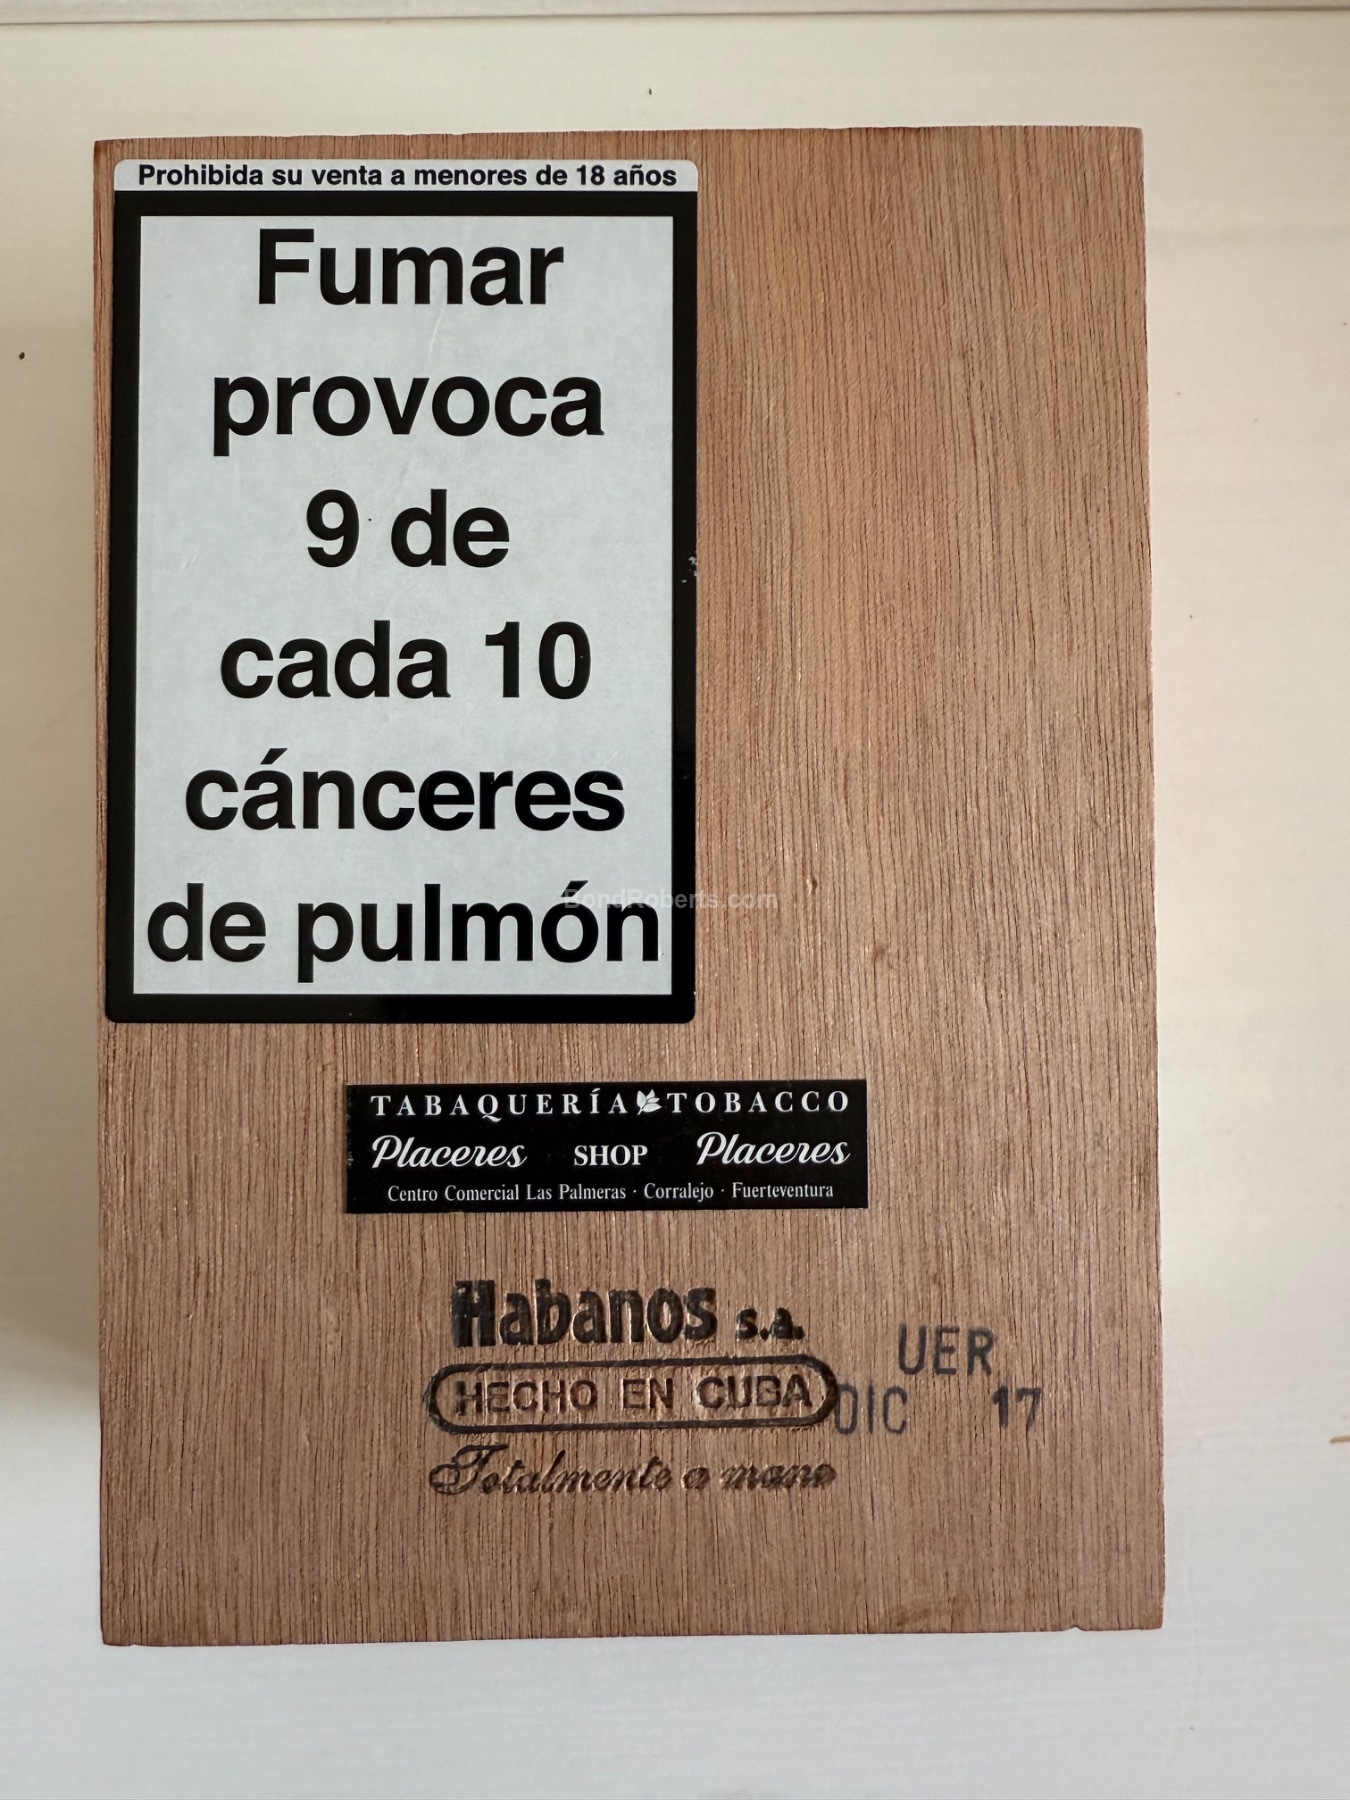 Prohibida su venta a menores de 18 años
Fumar
provoca
9 de
cada 10
cánceres
de pulmón
BondRoberts.com
TABAQUERÍA TOBACCO
Placeres SHOP Placeres
Centro Comercial Las Palmeras · Corralejo · Fuerteventura
Habanos s.a.
HECHO EN CUBA
Totalmente a mano
UER
DIC 17